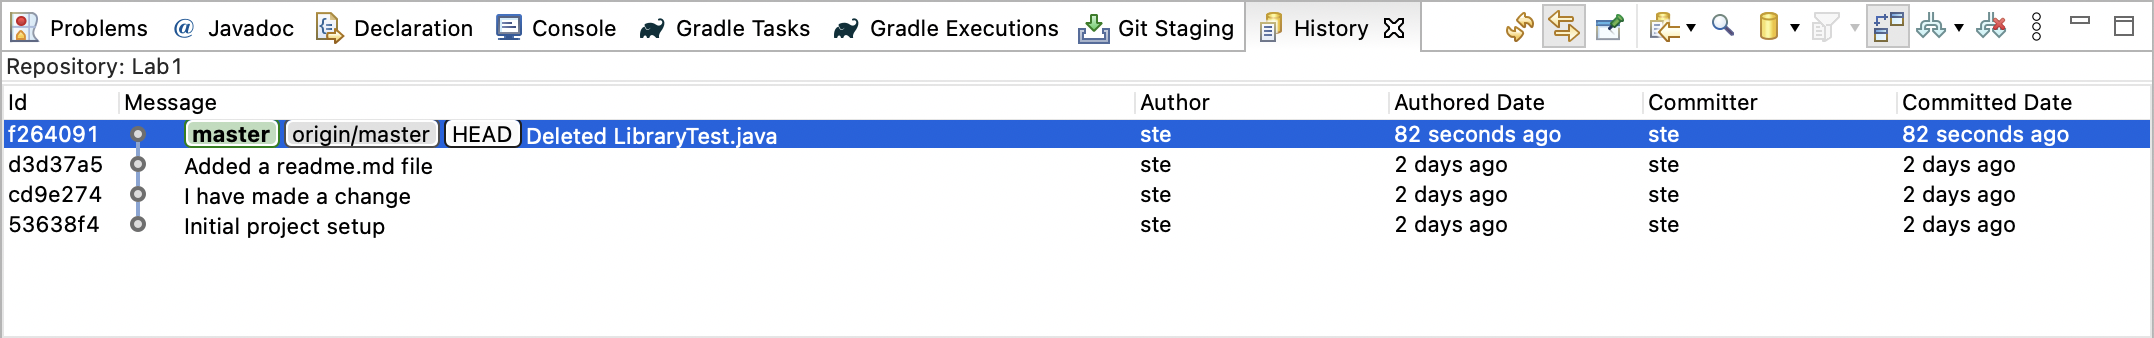 Problems @ Javadoc Declaration Console Gradle Tasks Gradle Executions Git Staging History
Repository: Lab1
Id Message Author Authored Date Committer Committed Date
f264091 master origin/master HEAD Deleted LibraryTest.java ste 82 seconds ago ste 82 seconds ago
d3d37a5 Added a readme.md file ste 2 days ago ste 2 days ago
cd9e274 I have made a change ste 2 days ago ste 2 days ago
53638f4 Initial project setup ste 2 days ago ste 2 days ago